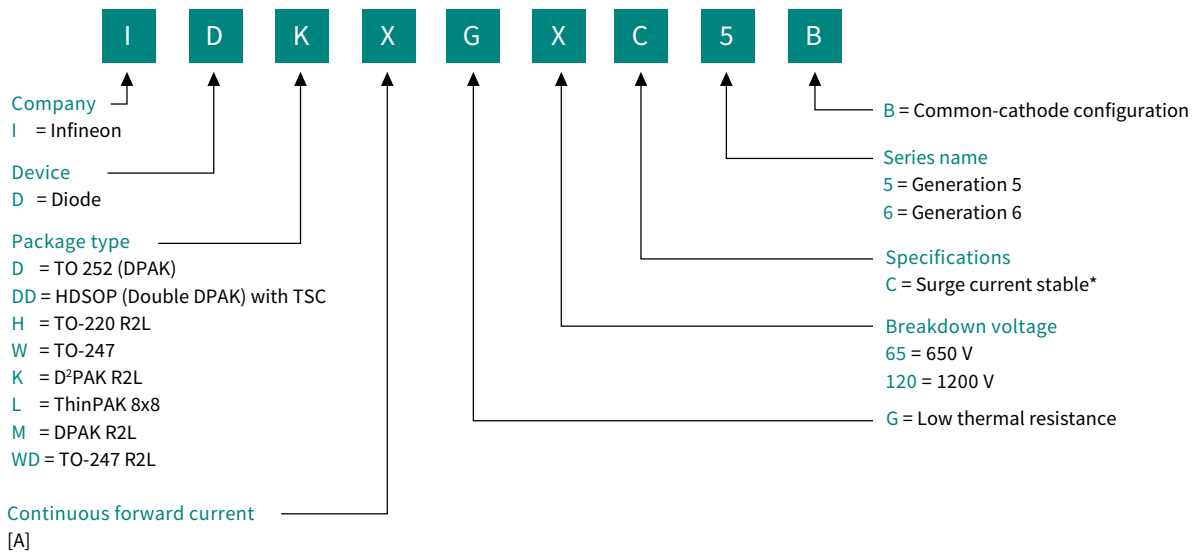 I D K X G X C 5 B
Company
I = Infineon
Device
D = Diode
Package type
D = TO 252 (DPAK)
DD = HDSOP (Double DPAK) with TSC
H = TO-220 R2L
W = TO-247
K = D²PAK R2L
L = ThinPAK 8x8
M = DPAK R2L
WD = TO-247 R2L
Continuous forward current
[A]
B = Common-cathode configuration
Series name
5 = Generation 5
6 = Generation 6
Specifications
C = Surge current stable*
Breakdown voltage
65 = 650 V
120 = 1200 V
G = Low thermal resistance